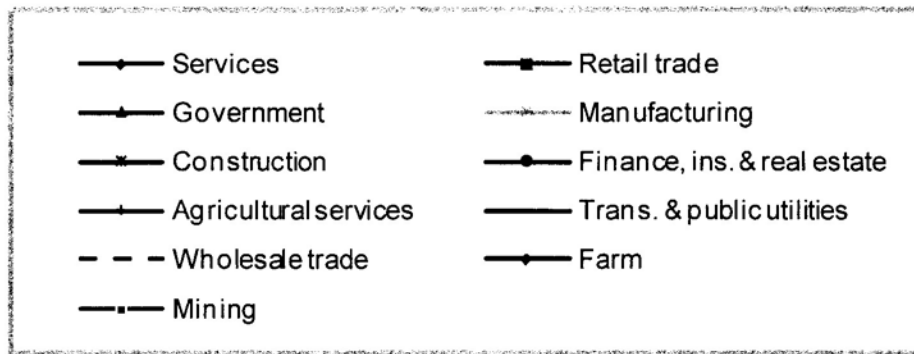 Services
Retail trade
Government
Manufacturing
Construction
Finance, ins. & real estate
Agricultural services
Trans. & public utilities
Wholesale trade
Farm
Mining